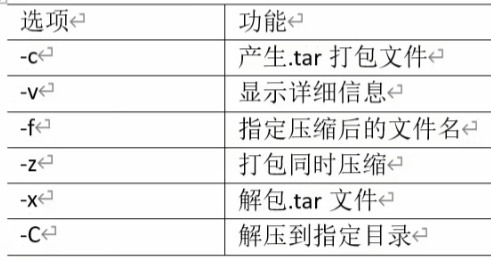 选项 功能
-c 产生.tar 打包文件
-v 显示详细信息
-f 指定压缩后的文件名
-z 打包同时压缩
-x 解包.tar 文件
-C 解压到指定目录